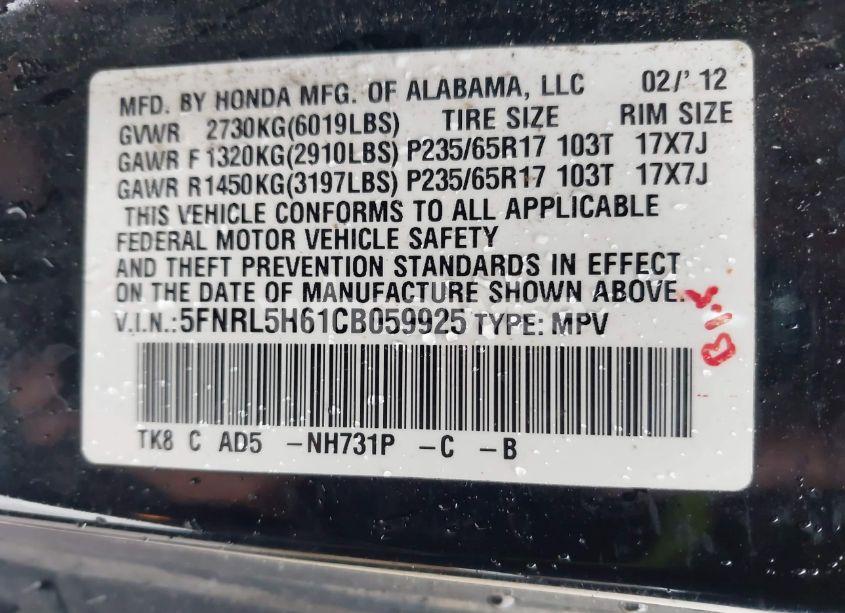 MFD. BY HONDA MFG. OF ALABAMA, LLC 02/' 12
GVWR 2730KG(6019LBS) TIRE SIZE RIM SIZE
GAWR F 1320KG(2910LBS) P235/65R17 103T 17X7J
GAWR R1450KG(3197LBS) P235/65R17 103T 17X7J
THIS VEHICLE CONFORMS TO ALL APPLICABLE
FEDERAL MOTOR VEHICLE SAFETY
AND THEFT PREVENTION STANDARDS IN EFFECT
ON THE DATE OF MANUFACTURE SHOWN ABOVE.
V.I.N.:5FNRL5H61CB059925 TYPE: MPV
TK8 C AD5 -NH731P -C -B